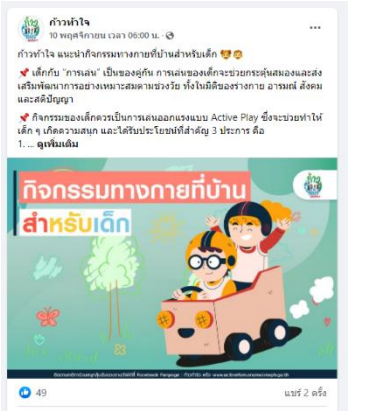 ก้าวท้าใจ
10 พฤศจิกายน เวลา 06:00 น.
ก้าวท้าใจ แนะนำกิจกรรมทางกายที่บ้านสำหรับเด็ก
เด็กกับ "การเล่น" เป็นของคู่กัน การเล่นของเด็กจะช่วยกระตุ้นสมองและส่ง
เสริมพัฒนาการอย่างเหมาะสมตามช่วงวัย ทั้งในมิติของร่างกาย อารมณ์ สังคม
และสติปัญญา
กิจกรรมของเด็กควรเป็นการเล่นออกแรงแบบ Active Play ซึ่งจะช่วยทำให้
เด็ก ๆ เกิดความสนุก และได้รับประโยชน์ที่สำคัญ 3 ประการ คือ
1. ... ดูเพิ่มเติม
กิจกรรมทางกายที่บ้าน
สำหรับเด็ก
49
แชร์ 2 ครั้ง